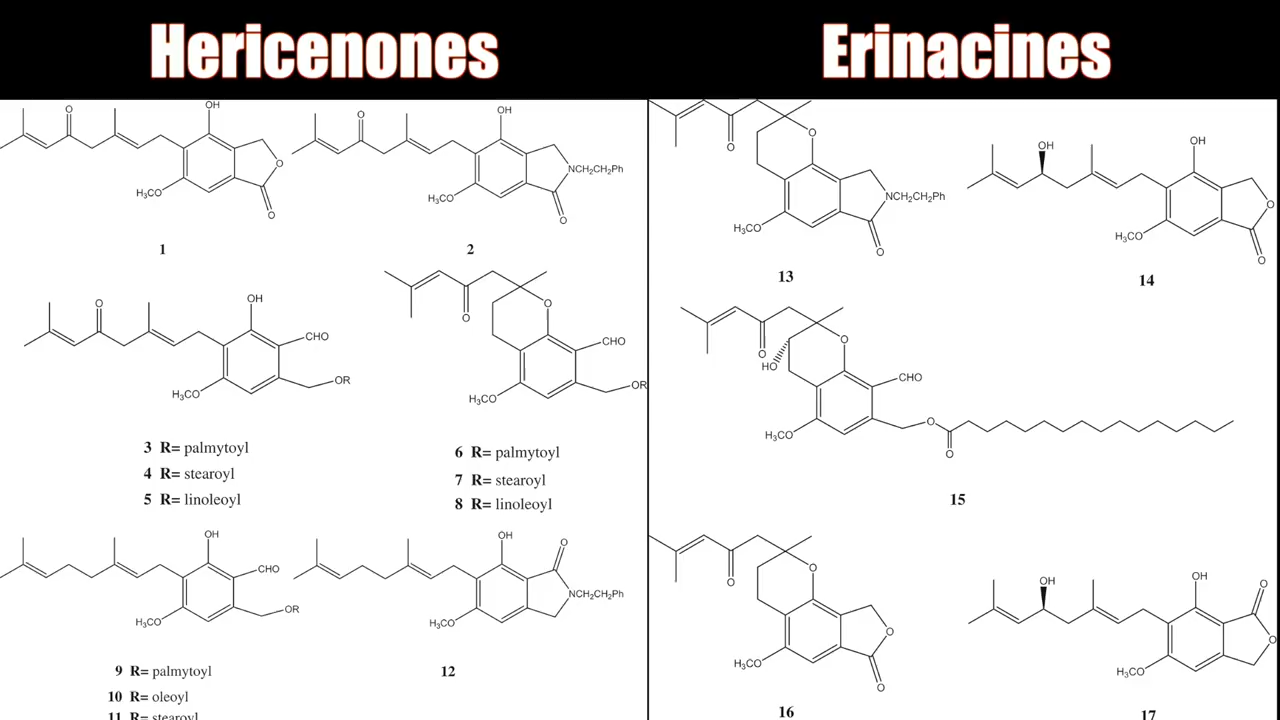 Hericenones
Erinacines
O
OH
O
O
H₃CO
1
O
OH
NCH₂CH₂Ph
O
H₃CO
2
O
OH
CHO
OR
H₃CO
3 R= palmytoyl
4 R= stearoyl
5 R= linoleoyl
O
O
CHO
OR
H₃CO
6 R= palmytoyl
7 R= stearoyl
8 R= linoleoyl
OH
CHO
OR
H₃CO
9 R= palmytoyl
10 R= oleoyl
11 R= stearoyl
OH
O
NCH₂CH₂Ph
H₃CO
12
O
O
NCH₂CH₂Ph
O
H₃CO
13
OH
OH
O
O
H₃CO
14
O
O
HO
CHO
O
O
H₃CO
15
O
O
O
O
H₃CO
16
OH
OH
O
O
H₃CO
17